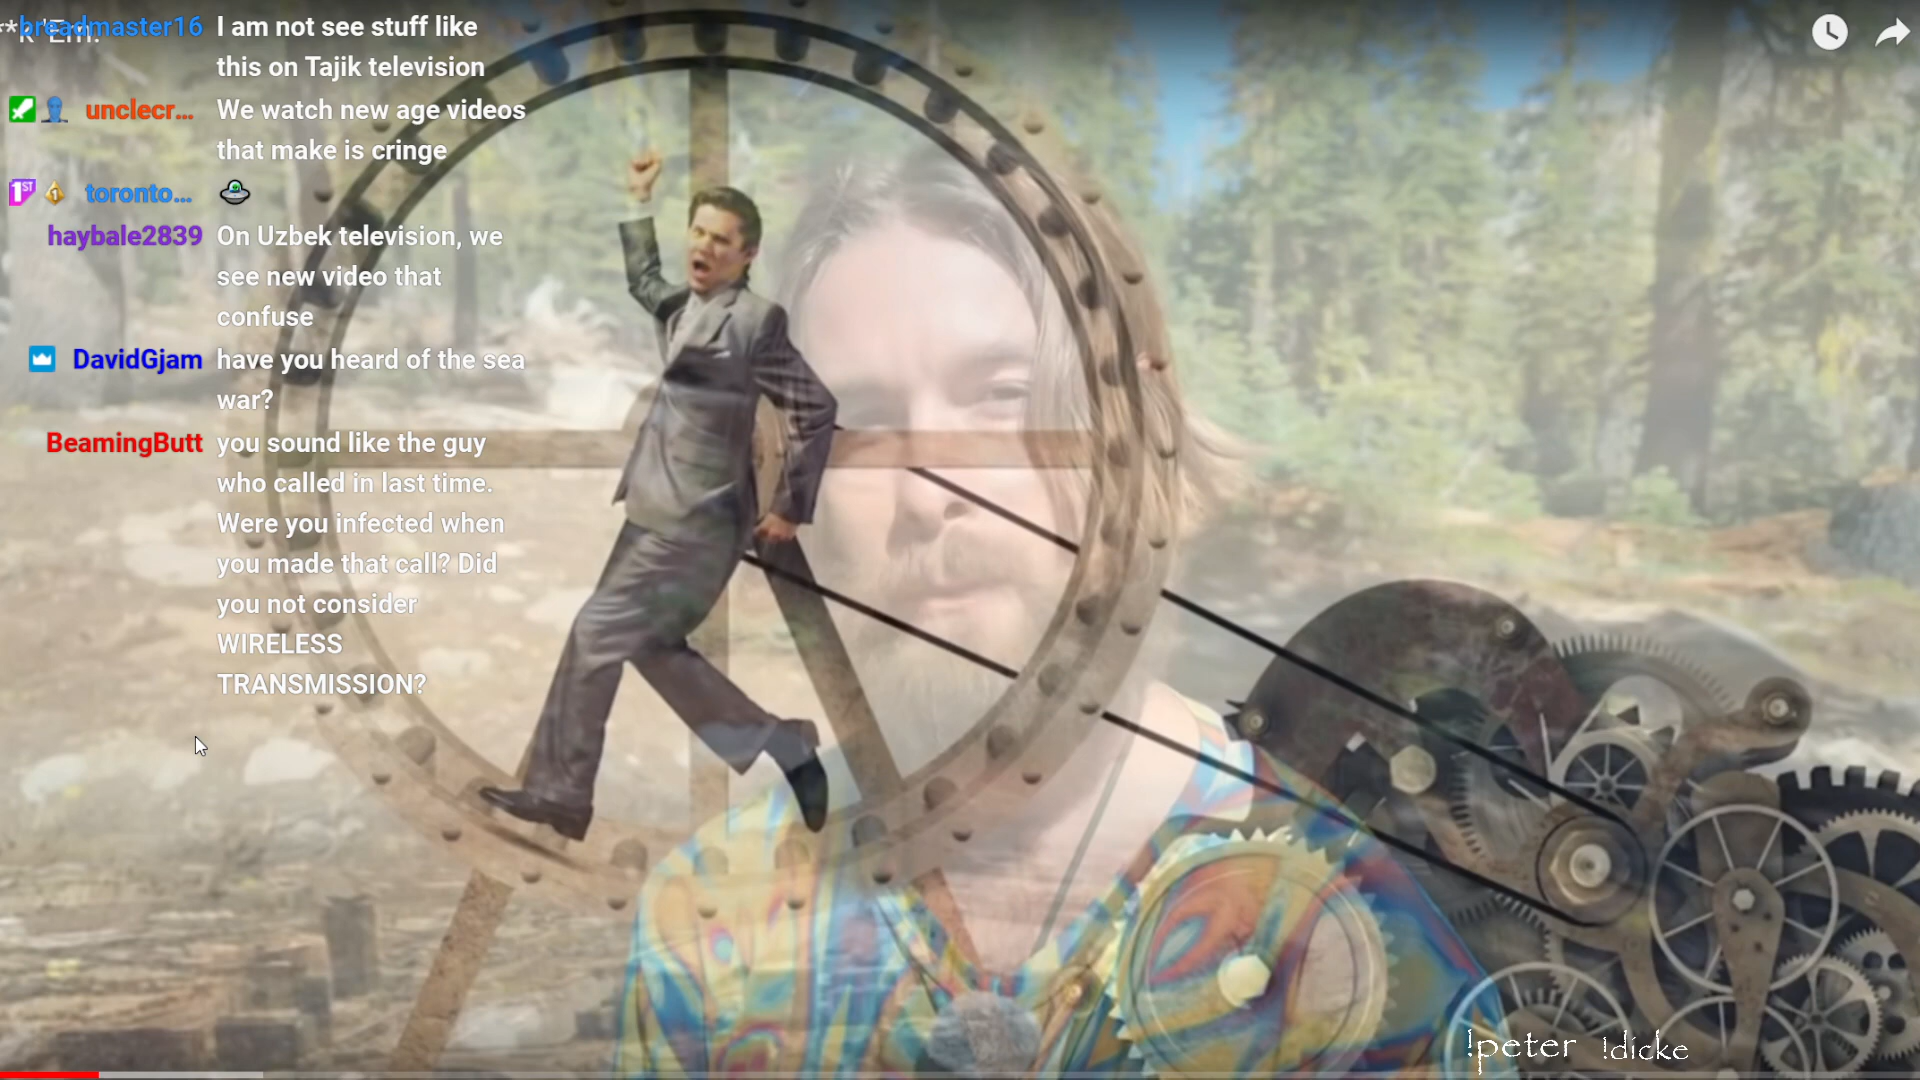 breadmaster16 I am not see stuff like
this on Tajik television
unclecr... We watch new age videos
that make is cringe
1ST 1 toronto...
haybale2839 On Uzbek television, we
see new video that
confuse
DavidGjam have you heard of the sea
war?
BeamingButt you sound like the guy
who called in last time.
Were you infected when
you made that call? Did
you not consider
WIRELESS
TRANSMISSION?
!peter !dicke